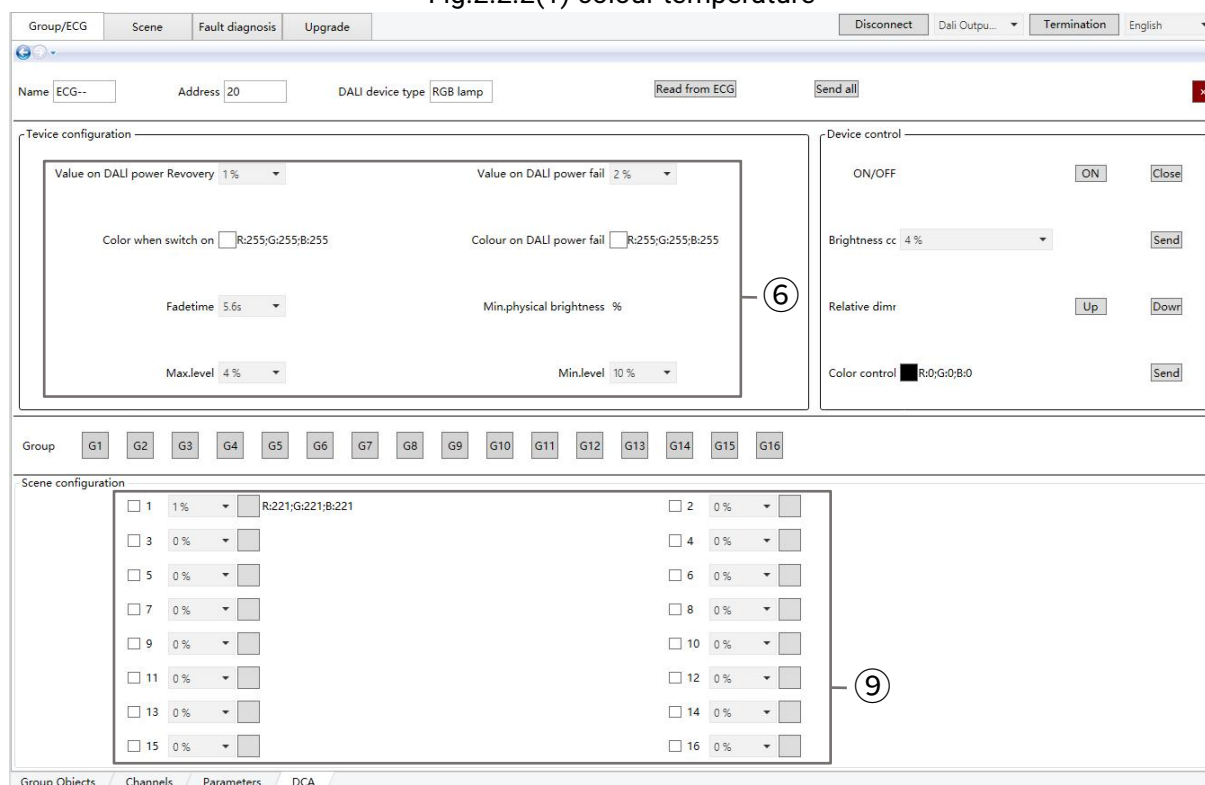 Fig.2.2.2(1) colour temperature
Group/ECG Scene Fault diagnosis Upgrade Disconnect Dali Outpu... Termination English
Name ECG-- Address 20 DALI device type RGB lamp Read from ECG Send all
Tevice configuration Device control
Value on DALI power Revovery 1 % Value on DALI power fail 2 % ON/OFF ON Close
Color when switch on R:255;G:255;B:255 Colour on DALI power fail R:255;G:255;B:255 Brightness cc 4 % Send
⑥
Fadetime 5.6s Min.physical brightness % Relative dimr Up Dowr
Max.level 4 % Min.level 10 % Color control R:0;G:0;B:0 Send
Group G1 G2 G3 G4 G5 G6 G7 G8 G9 G10 G11 G12 G13 G14 G15 G16
Scene configuration
1 1 % R:221;G:221;B:221 2 0 %
3 0 % 4 0 %
5 0 % 6 0 %
7 0 % 8 0 %
9 0 % 10 0 %
11 0 % 12 0 %
⑨
13 0 % 14 0 %
15 0 % 16 0 %
Group Objects Channels Parameters DCA